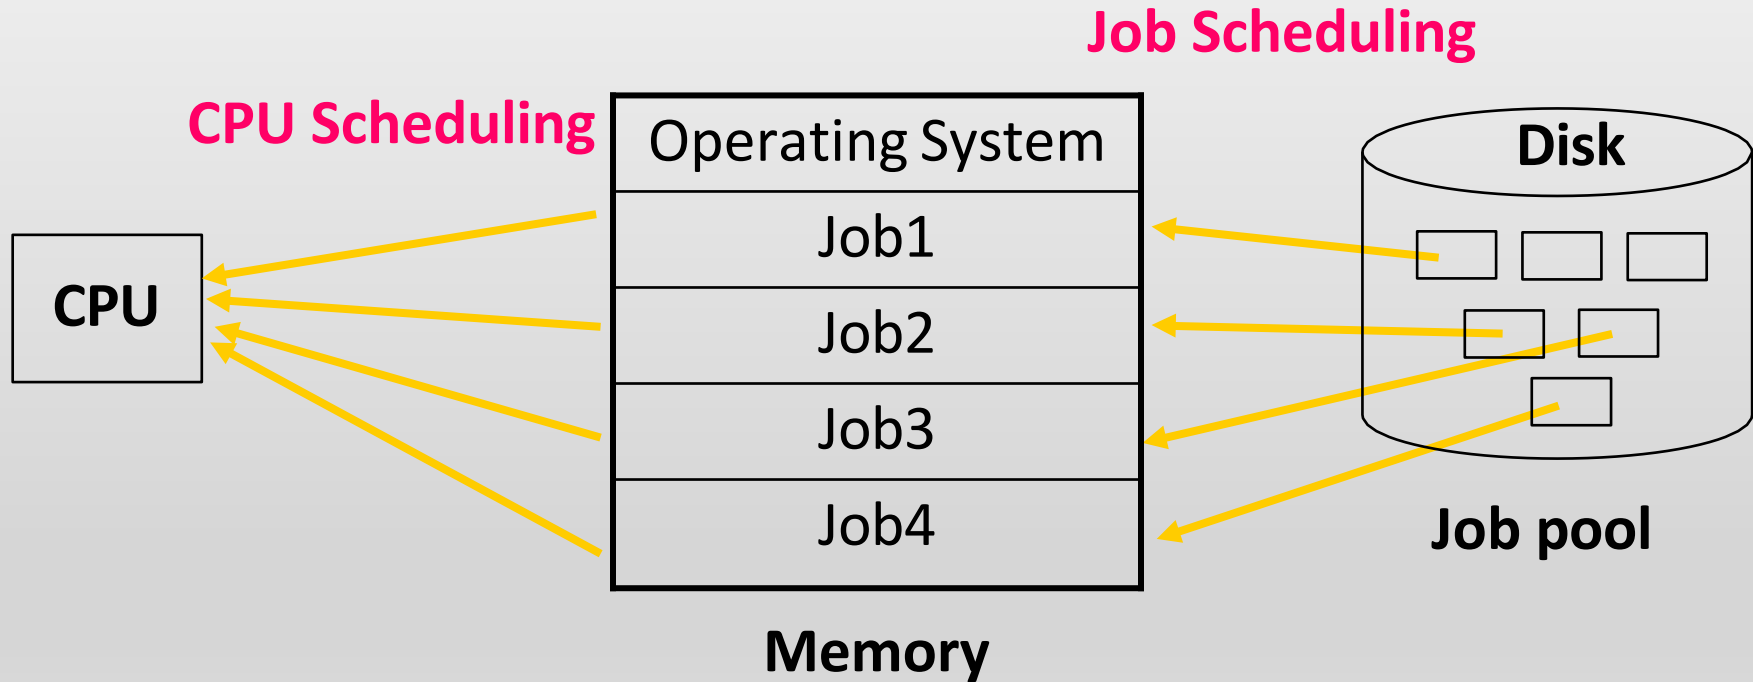 Job Scheduling
CPU Scheduling
Operating System
Disk
Job1
CPU
Job2
Job3
Job4
Job pool
Memory